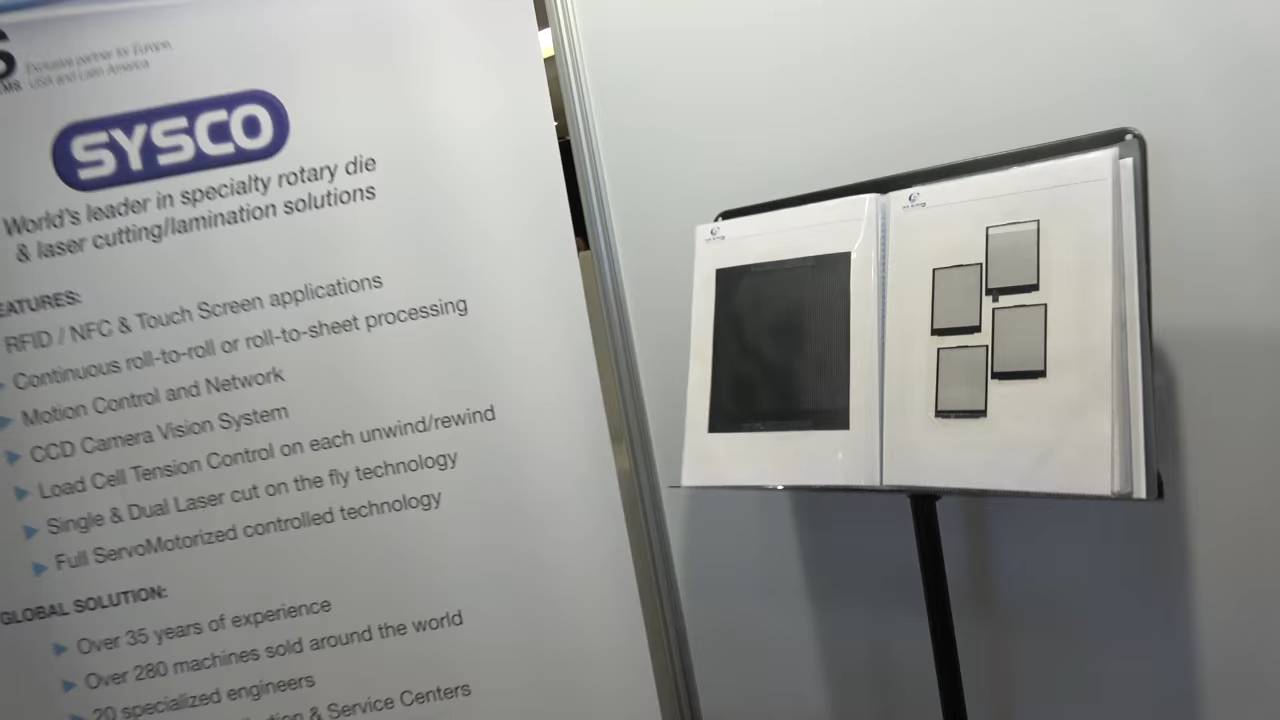 S
Exclusive partner for Europe,
USA and Latin America
SYSCO
World's leader in specialty rotary die
& laser cutting/lamination solutions
EATURES:
RFID / NFC & Touch Screen applications
Continuous roll-to-roll or roll-to-sheet processing
Motion Control and Network
CCD Camera Vision System
Load Cell Tension Control on each unwind/rewind
Single & Dual Laser cut on the fly technology
Full ServoMotorized controlled technology
GLOBAL SOLUTION:
Over 35 years of experience
Over 280 machines sold around the world
20 specialized engineers
& Service Centers